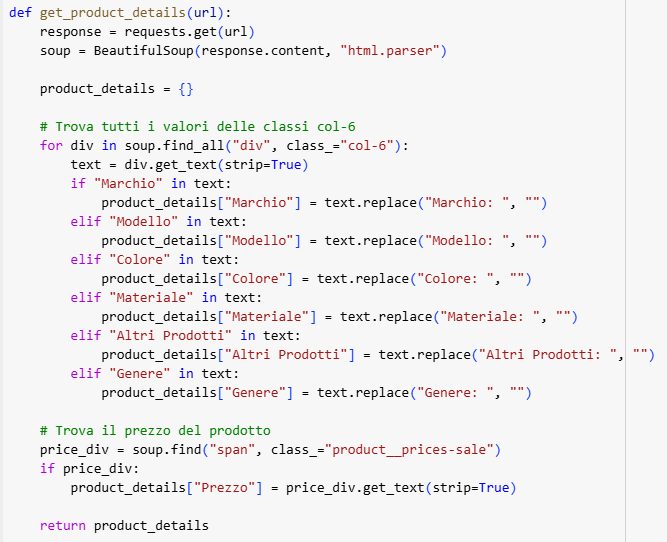 def get_product_details(url):
    response = requests.get(url)
    soup = BeautifulSoup(response.content, "html.parser")

    product_details = {}

    # Trova tutti i valori delle classi col-6
    for div in soup.find_all("div", class_="col-6"):
        text = div.get_text(strip=True)
        if "Marchio" in text:
            product_details["Marchio"] = text.replace("Marchio: ", "")
        elif "Modello" in text:
            product_details["Modello"] = text.replace("Modello: ", "")
        elif "Colore" in text:
            product_details["Colore"] = text.replace("Colore: ", "")
        elif "Materiale" in text:
            product_details["Materiale"] = text.replace("Materiale: ", "")
        elif "Altri Prodotti" in text:
            product_details["Altri Prodotti"] = text.replace("Altri Prodotti: ", "")
        elif "Genere" in text:
            product_details["Genere"] = text.replace("Genere: ", "")

    # Trova il prezzo del prodotto
    price_div = soup.find("span", class_="product__prices-sale")
    if price_div:
        product_details["Prezzo"] = price_div.get_text(strip=True)

    return product_details